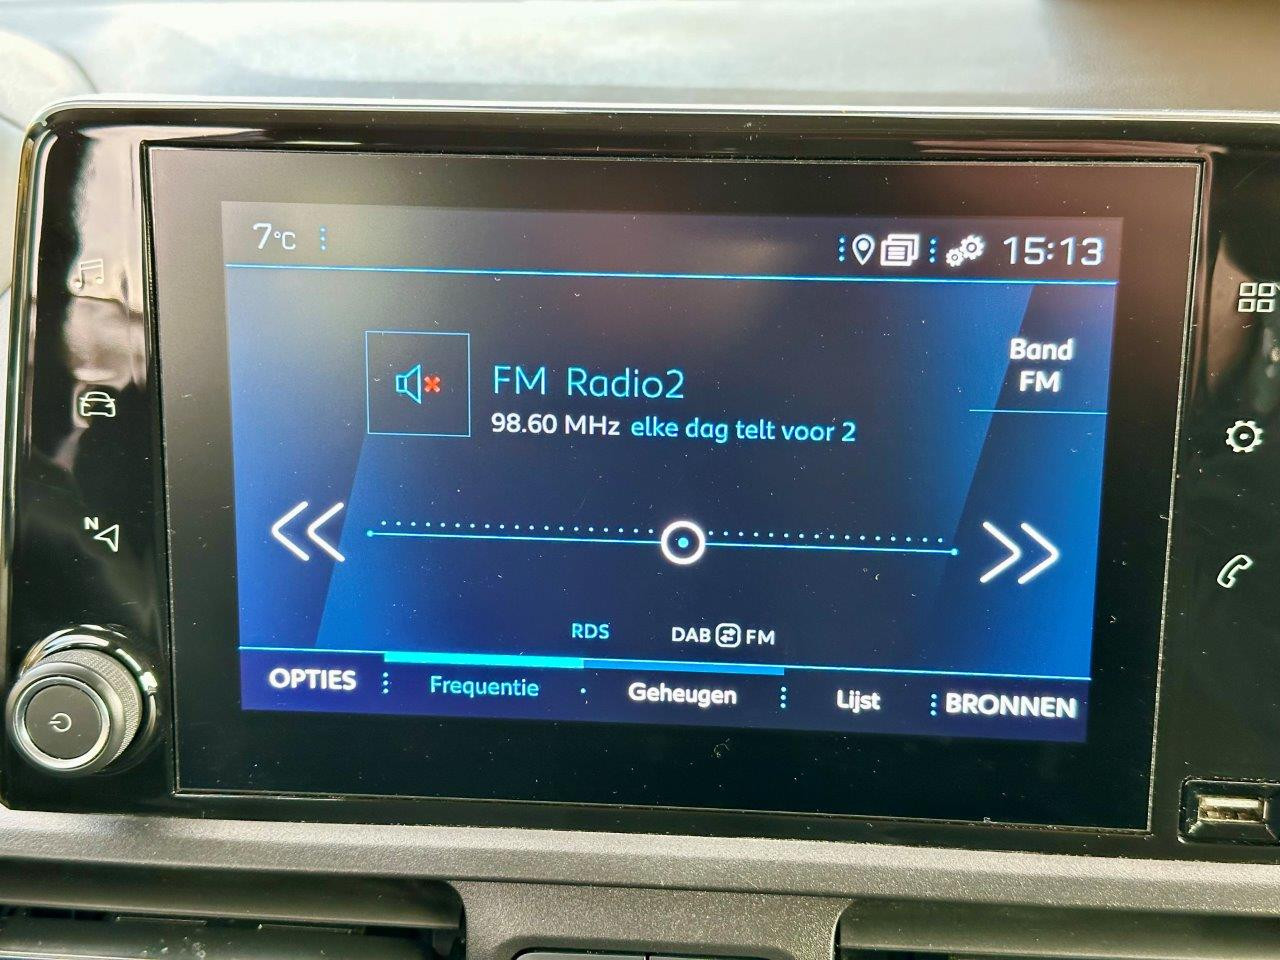 7°C
15:13
Band
FM
FM Radio2
98.60 MHz elke dag telt voor 2
N
RDS
DAB FM
OPTIES
Frequentie
Geheugen
Lijst
BRONNEN